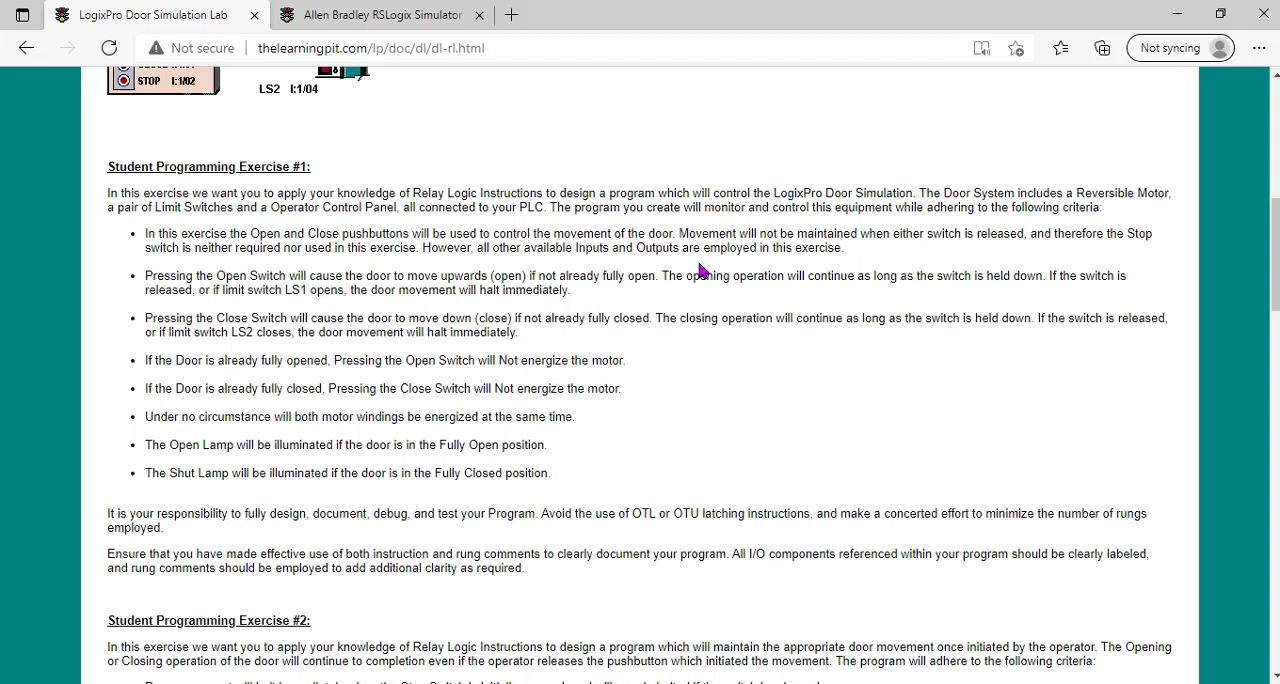 LogixPro Door Simulation Lab
Allen Bradley RSLogix Simulator
Not secure
thelearningpit.com/lp/doc/dl/dl-rl.html
Not syncing
STOP I:1/02
LS2 I:1/04
Student Programming Exercise #1:
In this exercise we want you to apply your knowledge of Relay Logic Instructions to design a program which will control the LogixPro Door Simulation. The Door System includes a Reversible Motor,
a pair of Limit Switches and a Operator Control Panel, all connected to your PLC. The program you create will monitor and control this equipment while adhering to the following criteria:
• In this exercise the Open and Close pushbuttons will be used to control the movement of the door. Movement will not be maintained when either switch is released, and therefore the Stop
switch is neither required nor used in this exercise. However, all other available Inputs and Outputs are employed in this exercise.
• Pressing the Open Switch will cause the door to move upwards (open) if not already fully open. The opening operation will continue as long as the switch is held down. If the switch is
released, or if limit switch LS1 opens, the door movement will halt immediately.
• Pressing the Close Switch will cause the door to move down (close) if not already fully closed. The closing operation will continue as long as the switch is held down. If the switch is released,
or if limit switch LS2 closes, the door movement will halt immediately.
• If the Door is already fully opened, Pressing the Open Switch will Not energize the motor.
• If the Door is already fully closed, Pressing the Close Switch will Not energize the motor.
• Under no circumstance will both motor windings be energized at the same time.
• The Open Lamp will be illuminated if the door is in the Fully Open position.
• The Shut Lamp will be illuminated if the door is in the Fully Closed position.
It is your responsibility to fully design, document, debug, and test your Program. Avoid the use of OTL or OTU latching instructions, and make a concerted effort to minimize the number of rungs
employed.
Ensure that you have made effective use of both instruction and rung comments to clearly document your program. All I/O components referenced within your program should be clearly labeled,
and rung comments should be employed to add additional clarity as required.
Student Programming Exercise #2:
In this exercise we want you to apply your knowledge of Relay Logic Instructions to design a program which will maintain the appropriate door movement once initiated by the operator. The Opening
or Closing operation of the door will continue to completion even if the operator releases the pushbutton which initiated the movement. The program will adhere to the following criteria: